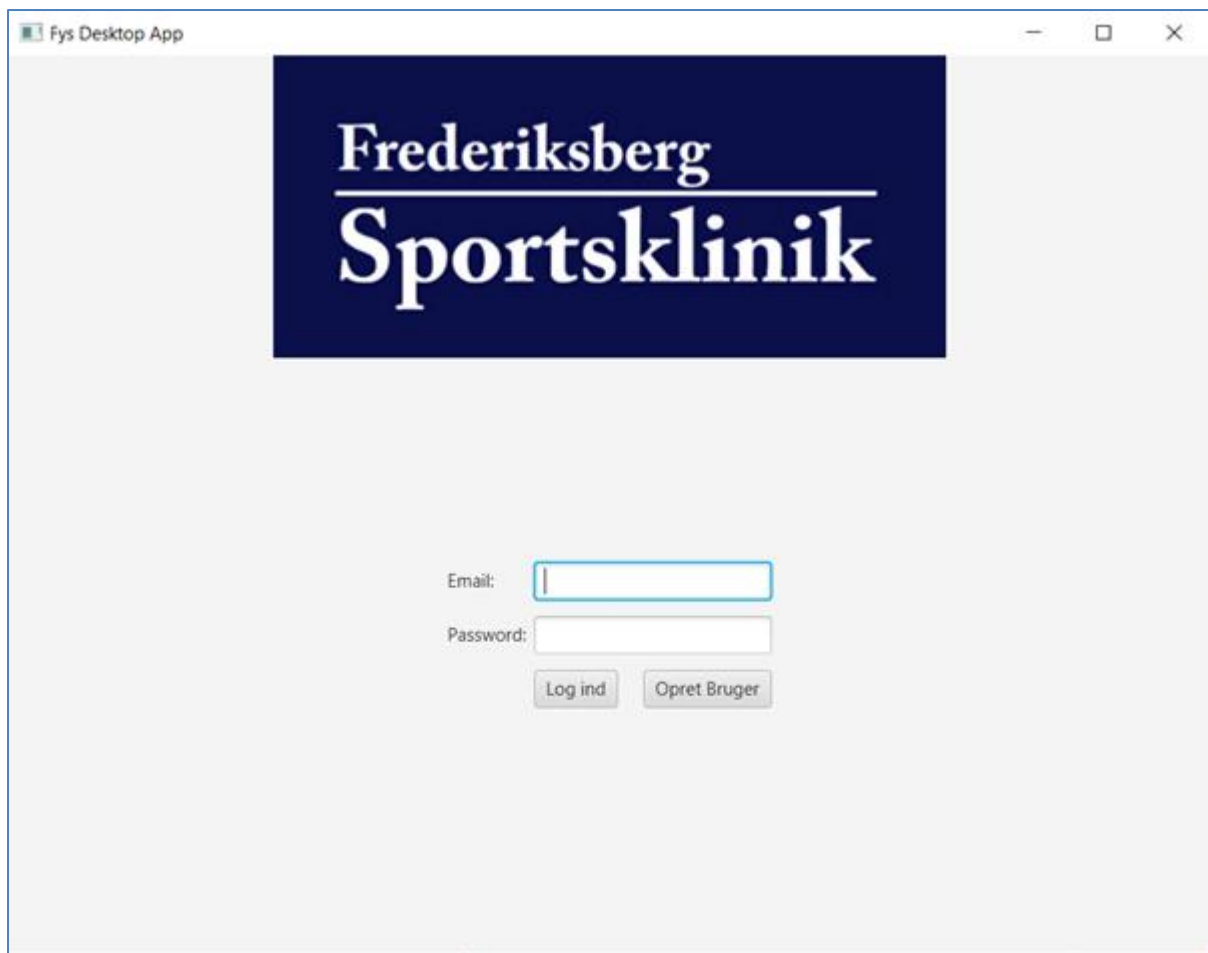 Fys Desktop App
Frederiksberg
Sportsklinik
Email:
Password:
Log ind Opret Bruger